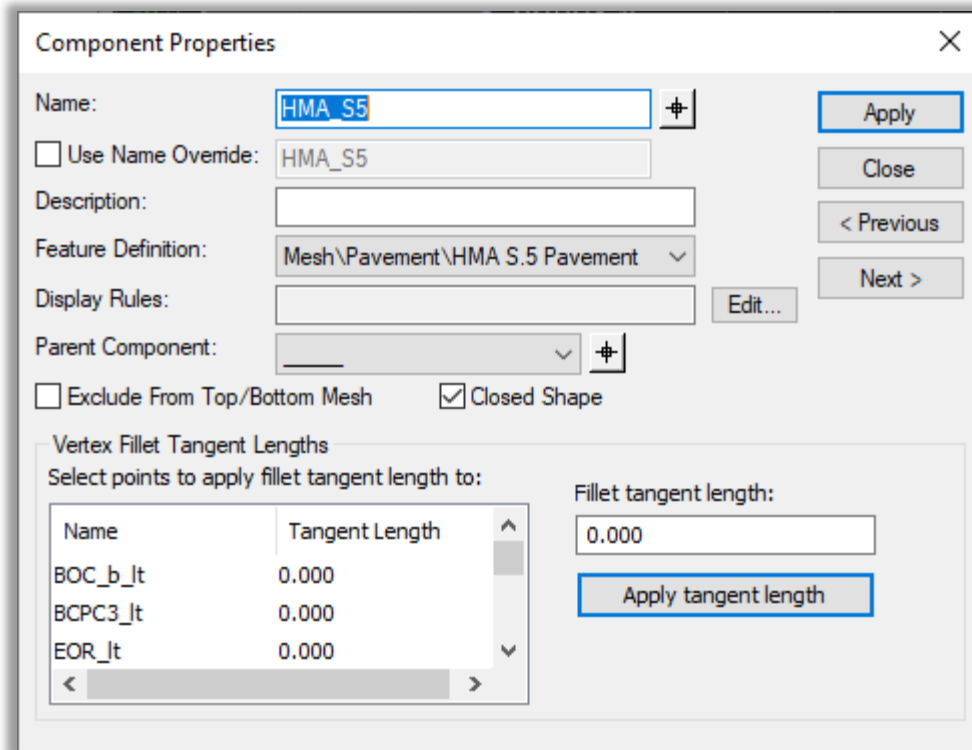 Component Properties
Name: HMA_S5
Apply
Use Name Override: HMA_S5
Close
Description:
< Previous
Feature Definition: Mesh\Pavement\HMA S.5 Pavement
Next >
Display Rules: Edit...
Parent Component:
Exclude From Top/Bottom Mesh Closed Shape
Vertex Fillet Tangent Lengths
Select points to apply fillet tangent length to:
Fillet tangent length:
Name Tangent Length
0.000
BOC_b_lt 0.000
Apply tangent length
BCPC3_lt 0.000
EOR_lt 0.000